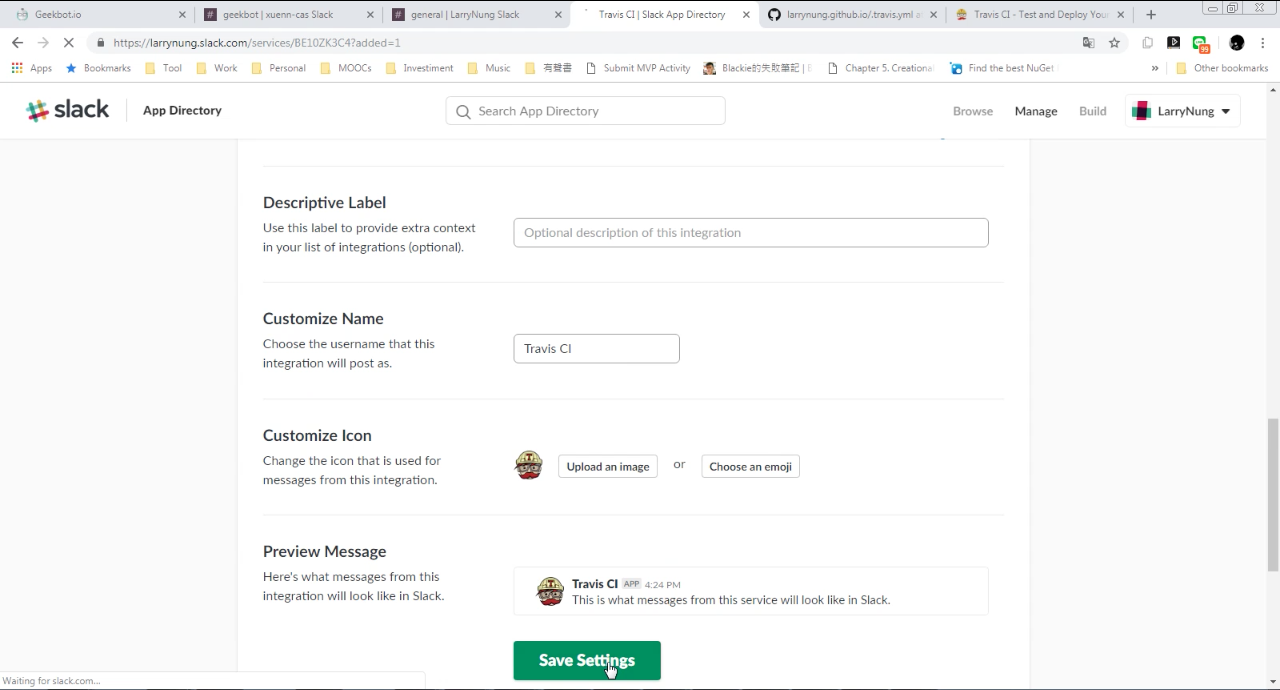 Geekbot.io
geekbot | xuenn-cas Slack
general | LarryNung Slack
Travis CI | Slack App Directory
larrynung.github.io/.travis.yml a
Travis CI - Test and Deploy You
https://larrynung.slack.com/services/BE10ZK3C4?added=1
99
Apps
Bookmarks
Tool
Work
Personal
MOOCs
Investiment
Music
有聲書
Submit MVP Activity
Blackie的失敗筆記 |
Chapter 5. Creational
Find the best NuGet
»
Other bookmarks
slack
App Directory
Search App Directory
Browse
Manage
Build
LarryNung
Descriptive Label
Use this label to provide extra context
in your list of integrations (optional).
Optional description of this integration
Customize Name
Choose the username that this
integration will post as.
Travis CI
Customize Icon
Change the icon that is used for
messages from this integration.
Upload an image
or
Choose an emoji
Preview Message
Here's what messages from this
integration will look like in Slack.
Travis CI APP 4:24 PM
This is what messages from this service will look like in Slack.
Save Settings
Waiting for slack.com...